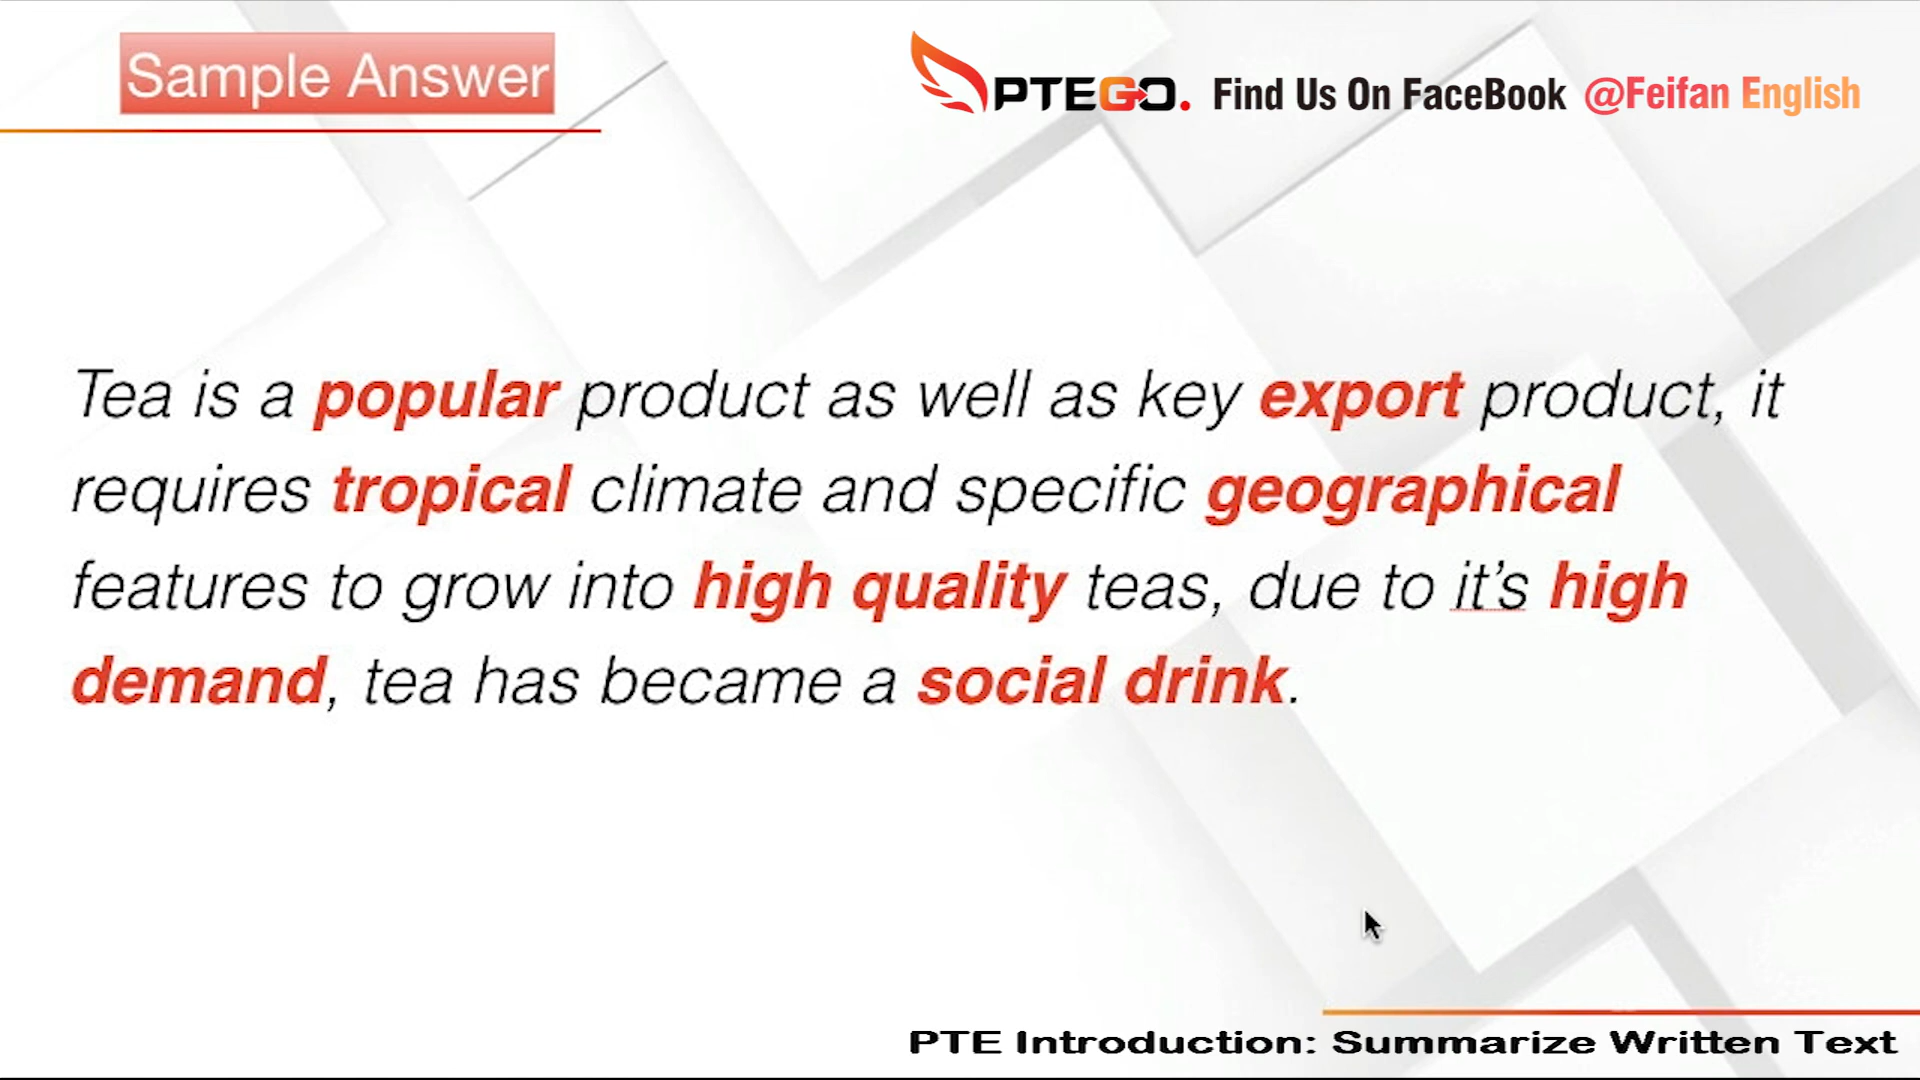 Sample Answer
PTEGO. Find Us On FaceBook @Feifan English
Tea is a popular product as well as key export product, it
requires tropical climate and specific geographical
features to grow into high quality teas, due to it’s high
demand, tea has became a social drink.
PTE Introduction: Summarize Written Text